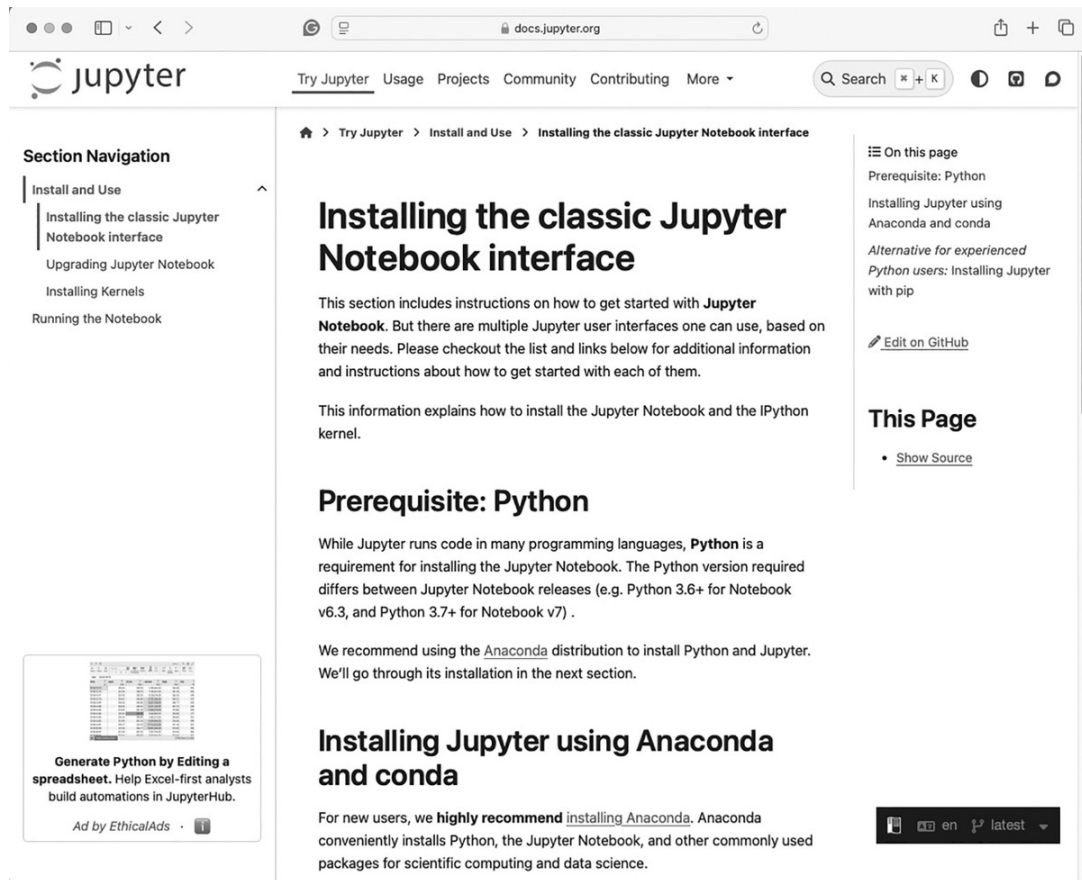 docs.jupyter.org
jupyter
Try Jupyter Usage Projects Community Contributing More
Search ⌘ + K
Section Navigation
Install and Use
Installing the classic Jupyter
Notebook interface
Upgrading Jupyter Notebook
Installing Kernels
Running the Notebook
Generate Python by Editing a
spreadsheet. Help Excel-first analysts
build automations in JupyterHub.
Ad by EthicalAds ·
Try Jupyter > Install and Use > Installing the classic Jupyter Notebook interface
Installing the classic Jupyter
Notebook interface
This section includes instructions on how to get started with Jupyter
Notebook. But there are multiple Jupyter user interfaces one can use, based on
their needs. Please checkout the list and links below for additional information
and instructions about how to get started with each of them.
This information explains how to install the Jupyter Notebook and the IPython
kernel.
Prerequisite: Python
While Jupyter runs code in many programming languages, Python is a
requirement for installing the Jupyter Notebook. The Python version required
differs between Jupyter Notebook releases (e.g. Python 3.6+ for Notebook
v6.3, and Python 3.7+ for Notebook v7) .
We recommend using the Anaconda distribution to install Python and Jupyter.
We'll go through its installation in the next section.
Installing Jupyter using Anaconda
and conda
For new users, we highly recommend installing Anaconda. Anaconda
conveniently installs Python, the Jupyter Notebook, and other commonly used
packages for scientific computing and data science.
On this page
Prerequisite: Python
Installing Jupyter using
Anaconda and conda
Alternative for experienced
Python users: Installing Jupyter
with pip
Edit on GitHub
This Page
• Show Source
en latest